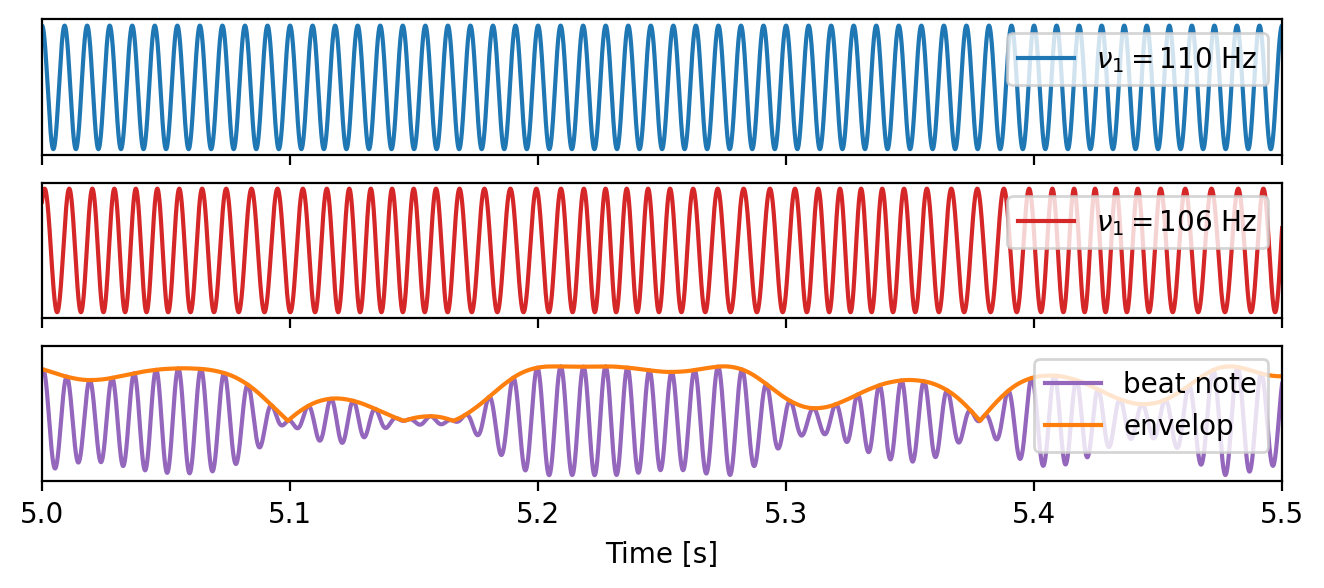 ν₁ = 110 Hz
ν₁ = 106 Hz
beat note
envelop
5.0 5.1 5.2 5.3 5.4 5.5
Time [s]